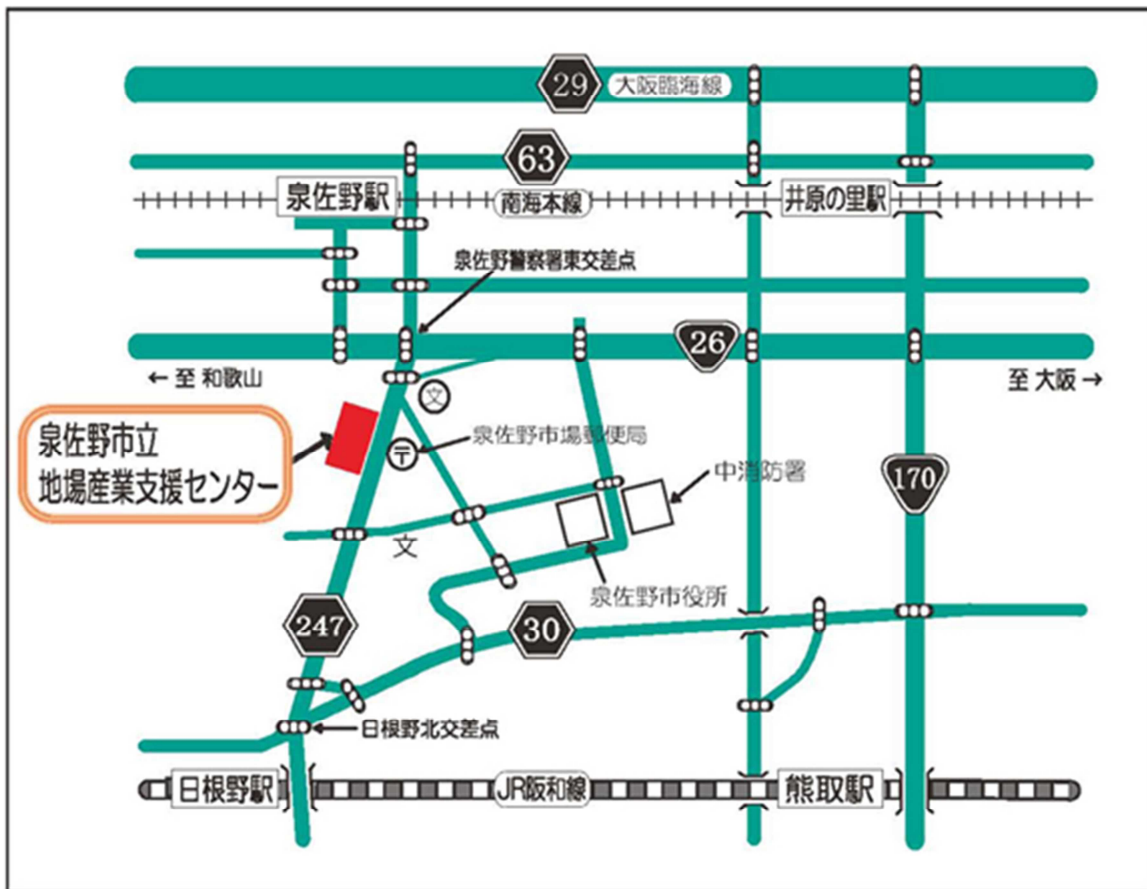 29
大阪臨海線
63
泉佐野駅
南海本線
井原の里駅
泉佐野警察署東交差点
26
← 至 和歌山
至 大阪 →
文
泉佐野市立
地場産業支援センター
〒
泉佐野市場郵便局
中消防署
170
文
泉佐野市役所
247
30
日根野北交差点
日根野駅
JR阪和線
熊取駅